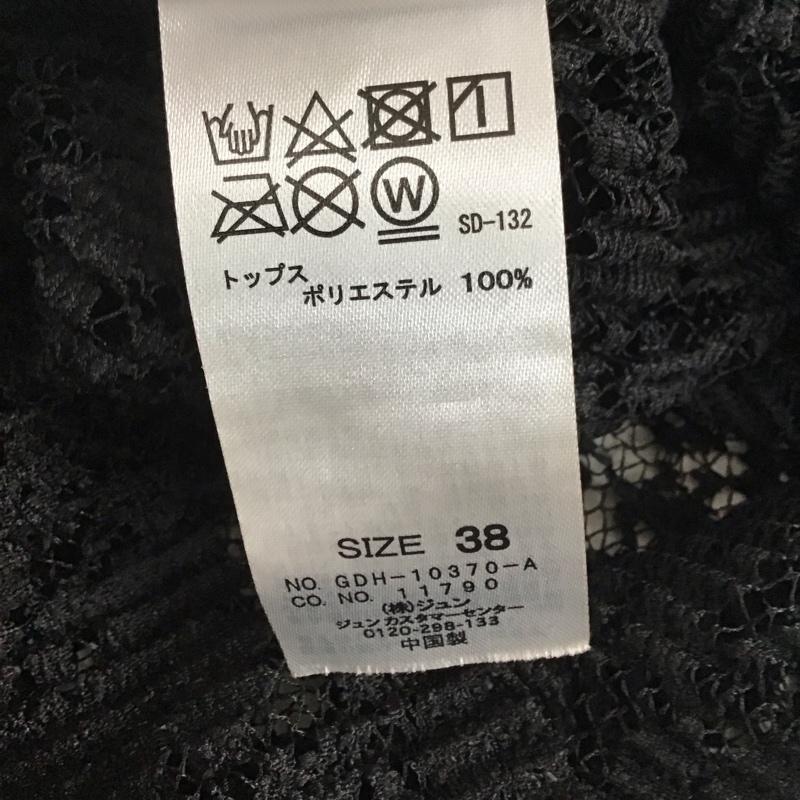 W
SD-132
トップス
ポリエステル 100%
SIZE 38
NO. GDH-10370-A
CO. NO. 11790
(株)ジュン
ジュン カスタマーセンター
0120-298-133
中国製